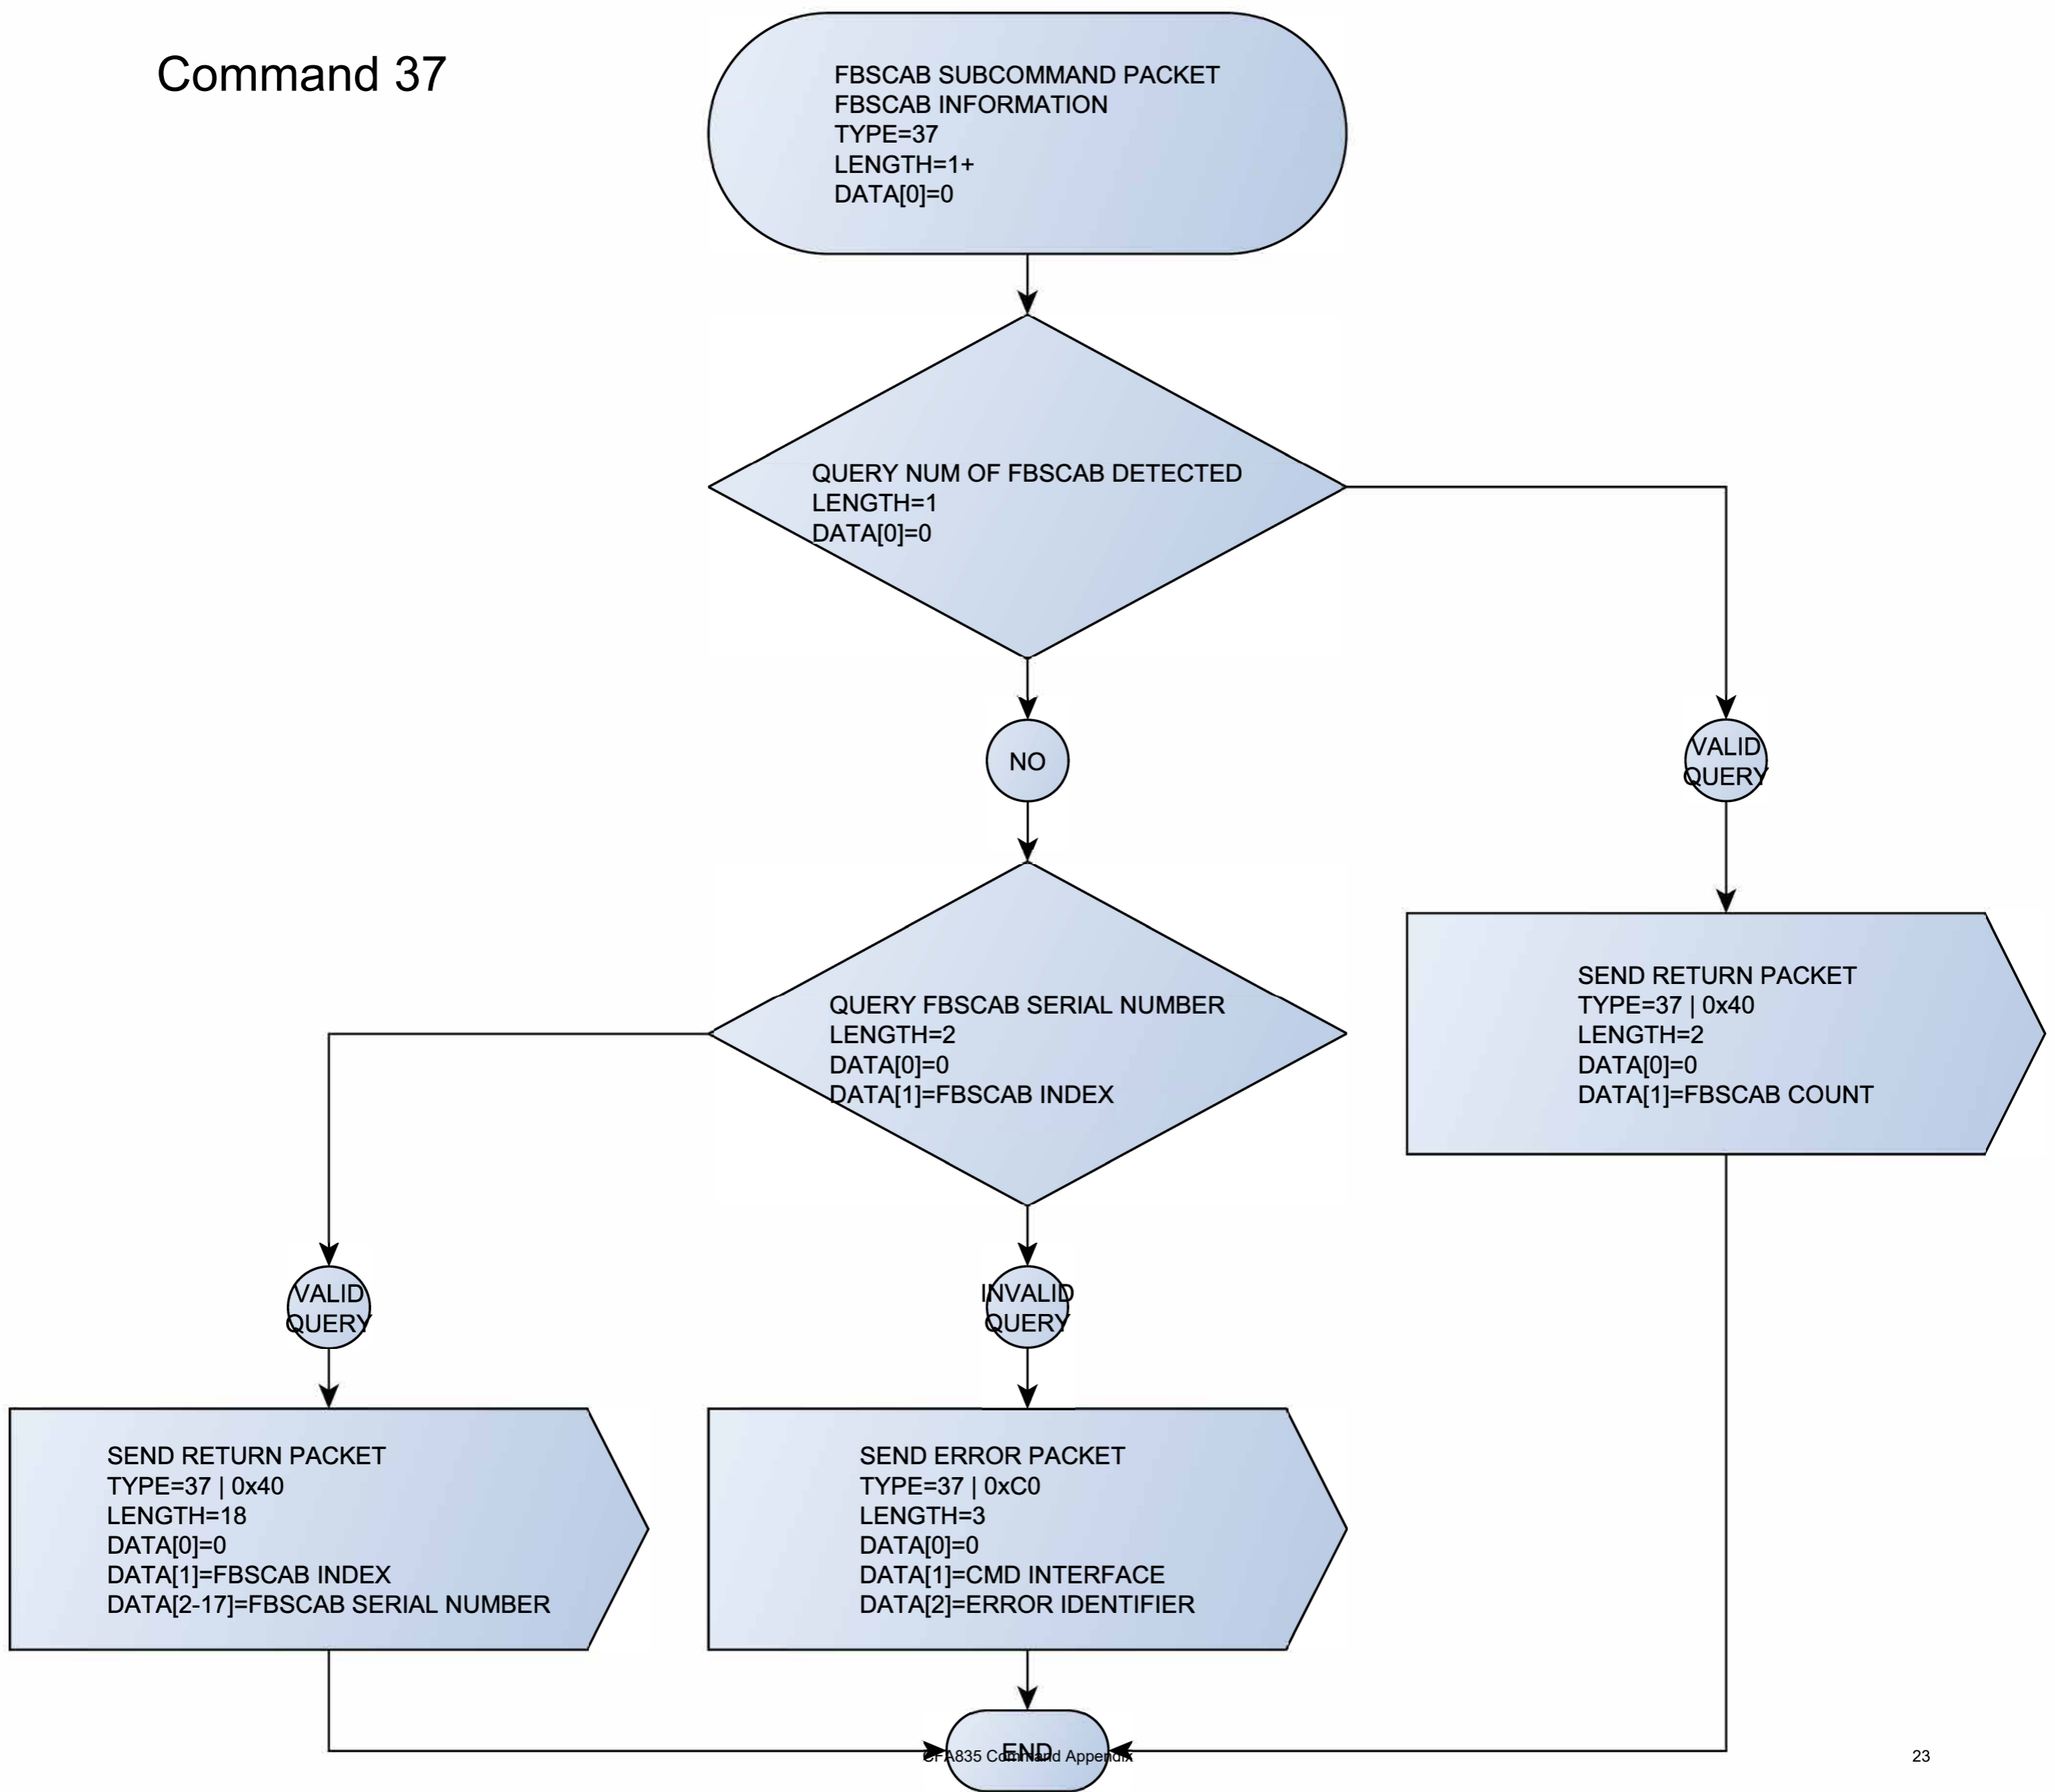 Command 37
FBSCAB SUBCOMMAND PACKET
FBSCAB INFORMATION
TYPE=37
LENGTH=1+
DATA[0]=0
QUERY NUM OF FBSCAB DETECTED
LENGTH=1
DATA[0]=0
NO
VALID
QUERY
QUERY FBSCAB SERIAL NUMBER
LENGTH=2
DATA[0]=0
DATA[1]=FBSCAB INDEX
SEND RETURN PACKET
TYPE=37 | 0x40
LENGTH=2
DATA[0]=0
DATA[1]=FBSCAB COUNT
VALID
QUERY
INVALID
QUERY
SEND RETURN PACKET
TYPE=37 | 0x40
LENGTH=18
DATA[0]=0
DATA[1]=FBSCAB INDEX
DATA[2-17]=FBSCAB SERIAL NUMBER
SEND ERROR PACKET
TYPE=37 | 0xC0
LENGTH=3
DATA[0]=0
DATA[1]=CMD INTERFACE
DATA[2]=ERROR IDENTIFIER
END
CFA835 Command Appendix
23